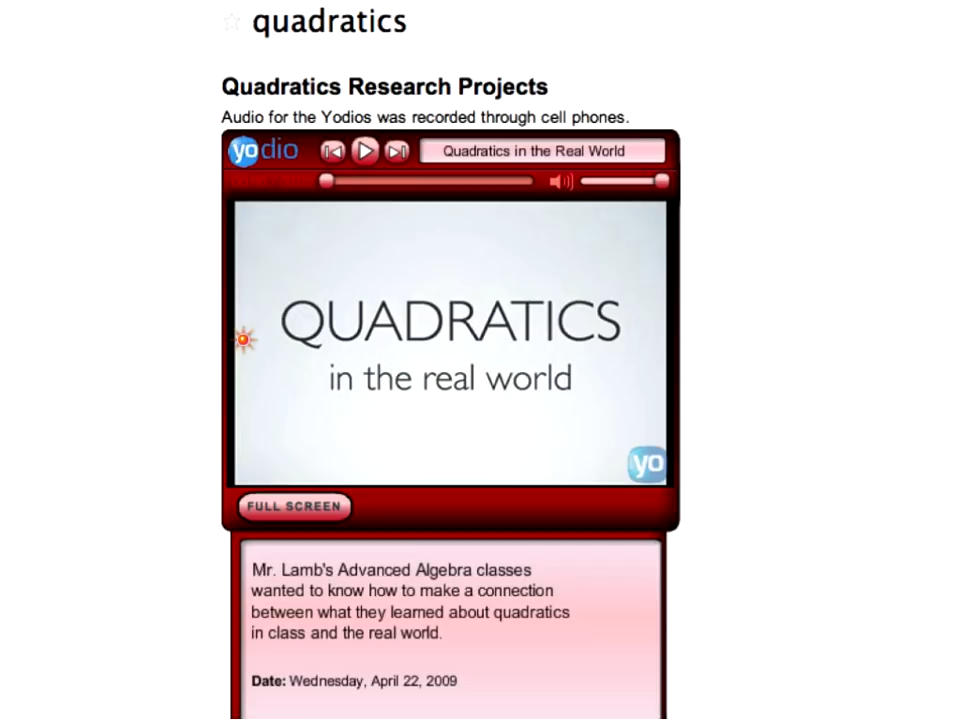 quadratics
Quadratics Research Projects
Audio for the Yodios was recorded through cell phones.
yodio
Quadratics in the Real World
QUADRATICS
in the real world
yo
FULL SCREEN
Mr. Lamb's Advanced Algebra classes
wanted to know how to make a connection
between what they learned about quadratics
in class and the real world.
Date: Wednesday, April 22, 2009